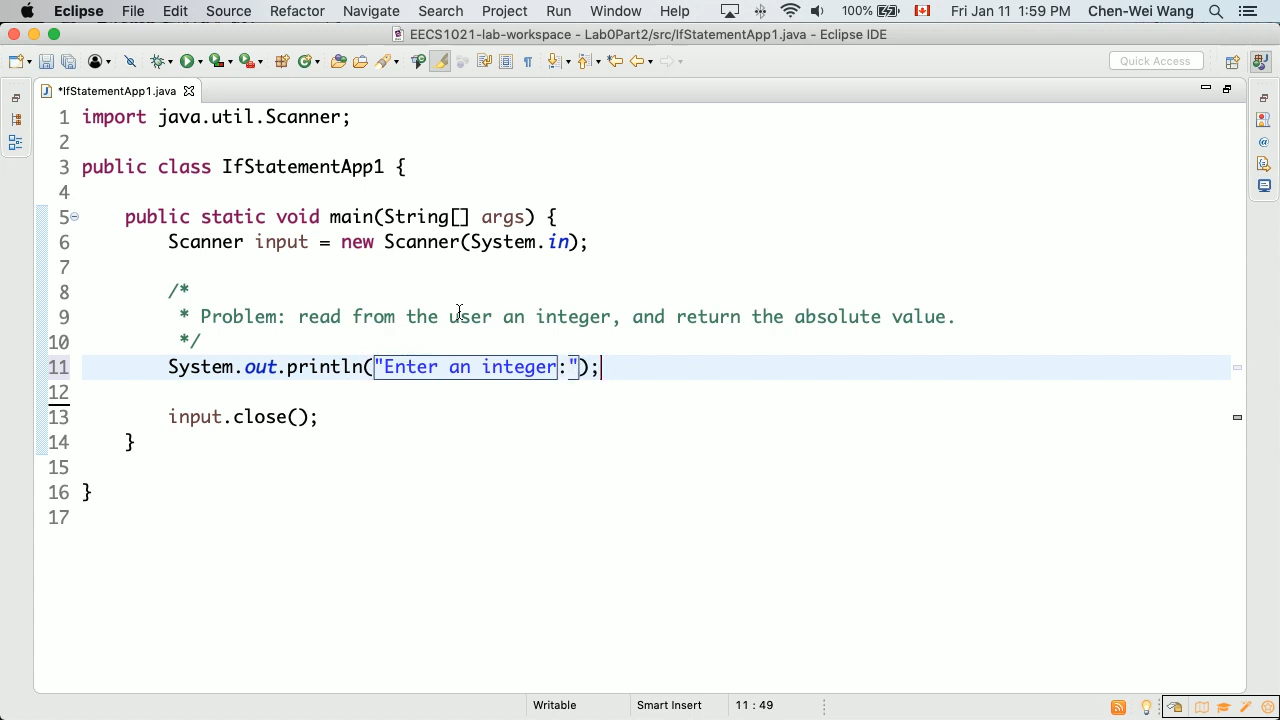 Eclipse File Edit Source Refactor Navigate Search Project Run Window Help 100% Fri Jan 11 1:59 PM Chen-Wei Wang
EECS1021-lab-workspace - Lab0Part2/src/IfStatementApp1.java - Eclipse IDE
Quick Access
*IfStatementApp1.java
1 import java.util.Scanner;
2
3 public class IfStatementApp1 {
4
5 public static void main(String[] args) {
6 Scanner input = new Scanner(System.in);
7
8 /*
9 * Problem: read from the user an integer, and return the absolute value.
10 */
11 System.out.println("Enter an integer:");
12
13 input.close();
14 }
15
16 }
17
Writable Smart Insert 11 : 49